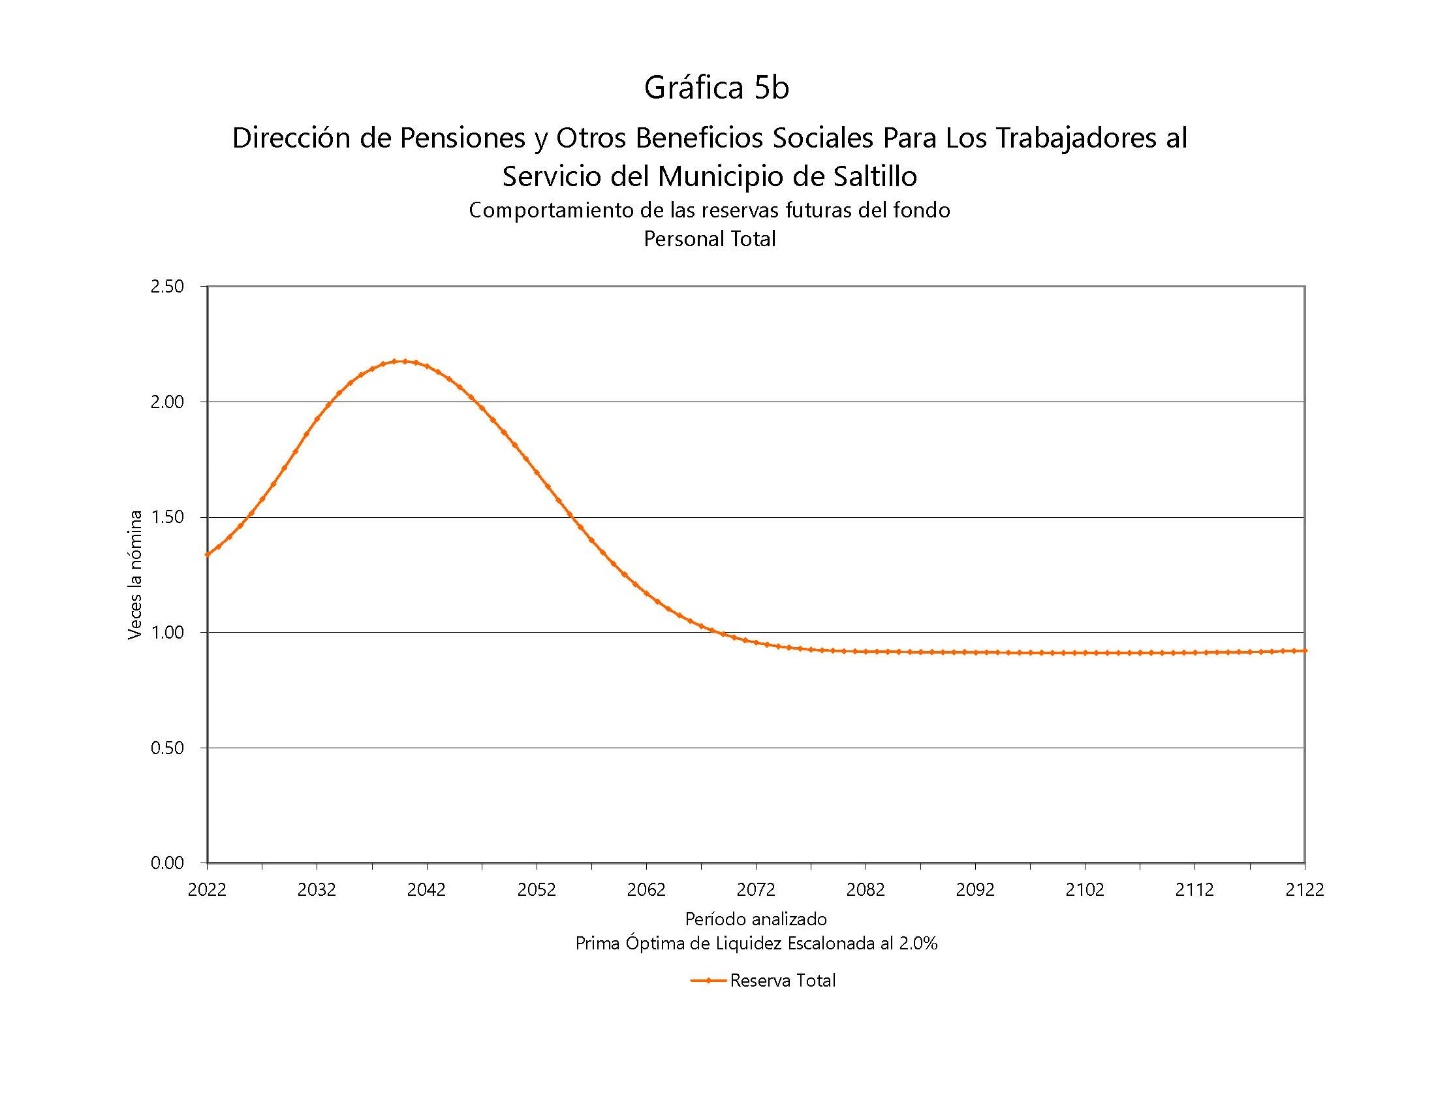 Gráfica 5b
Dirección de Pensiones y Otros Beneficios Sociales Para Los Trabajadores al
Servicio del Municipio de Saltillo
Comportamiento de las reservas futuras del fondo
Personal Total
2.50
2.00
1.50
1.00
0.50
0.00
Veces la nómina
2022 2032 2042 2052 2062 2072 2082 2092 2102 2112 2122
Período analizado
Prima Óptima de Liquidez Escalonada al 2.0%
Reserva Total